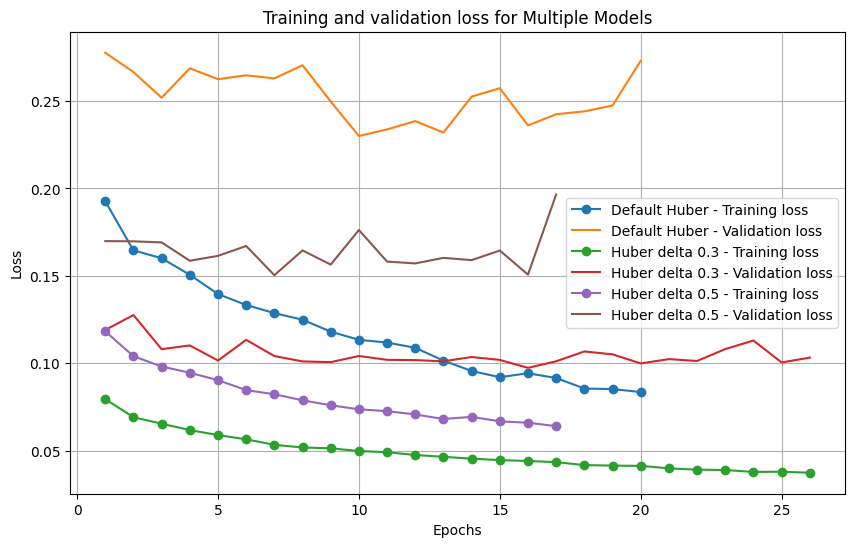 Training and validation loss for Multiple Models
Loss
0.25
0.20
0.15
0.10
0.05
Default Huber - Training loss
Default Huber - Validation loss
Huber delta 0.3 - Training loss
Huber delta 0.3 - Validation loss
Huber delta 0.5 - Training loss
Huber delta 0.5 - Validation loss
0 5 10 15 20 25
Epochs